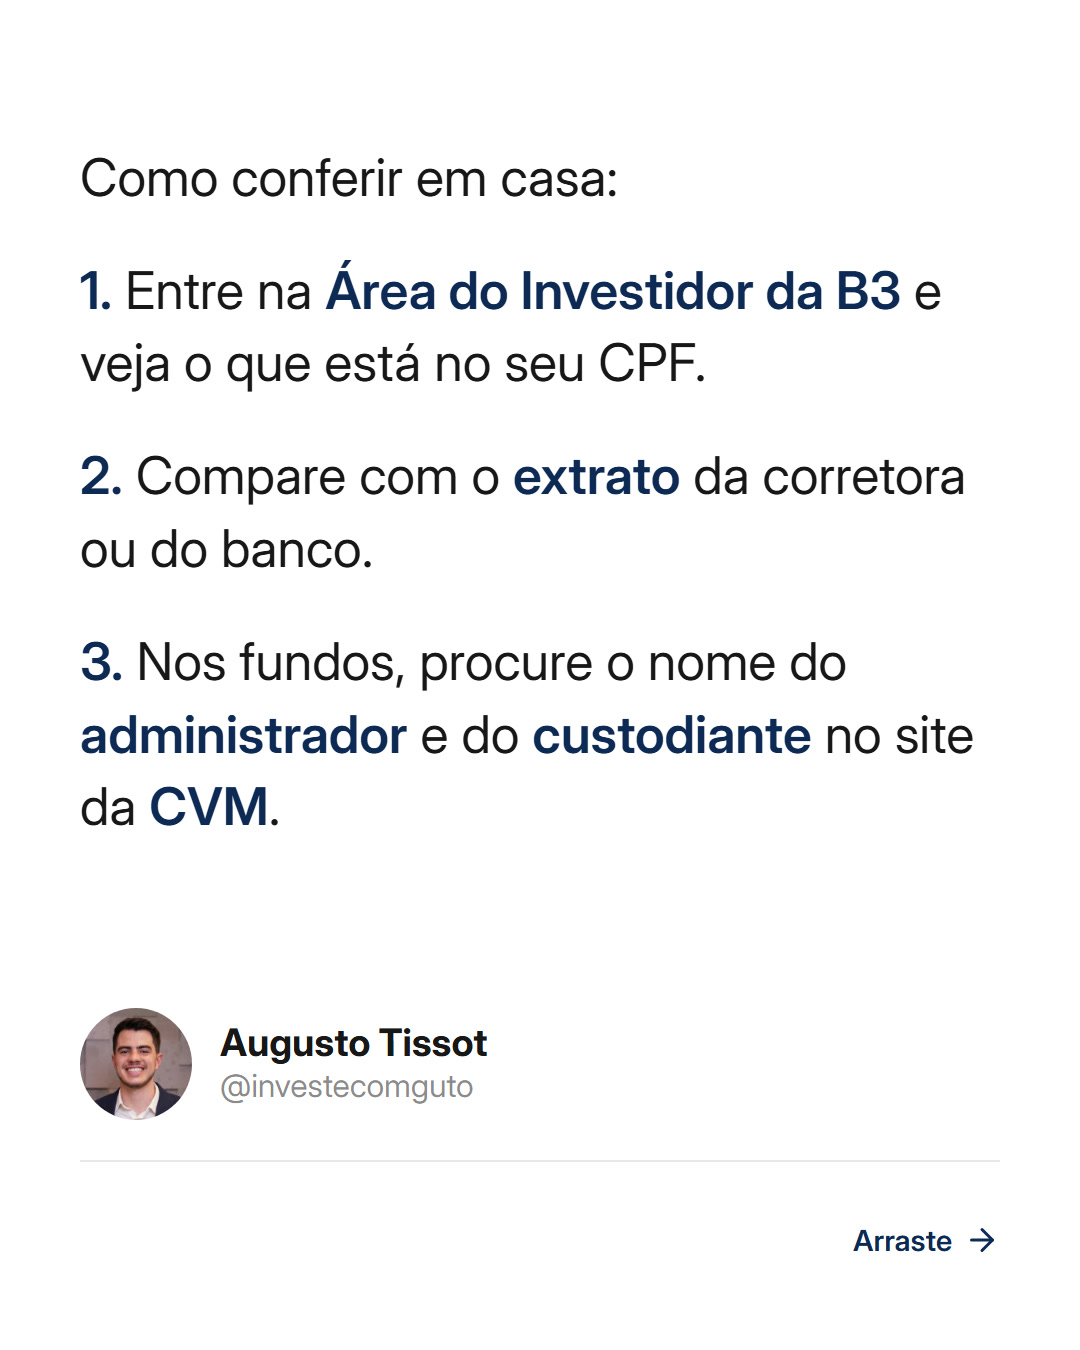 Como conferir em casa:
1. Entre na Área do Investidor da B3 e
veja o que está no seu CPF.
2. Compare com o extrato da corretora
ou do banco.
3. Nos fundos, procure o nome do
administrador e do custodiante no site
da CVM.
Augusto Tissot
@investecomguto
Arraste →